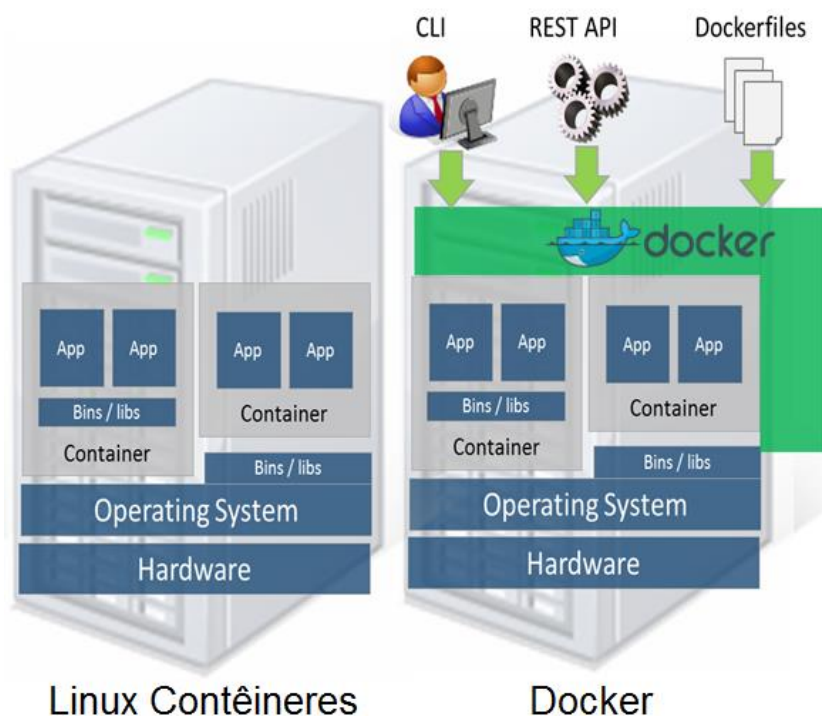 CLI
REST API
Dockerfiles
docker
App
App
App
App
Bins / libs
Container
Container
Bins / libs
Operating System
Hardware
App
App
App
App
Bins / libs
Container
Container
Bins / libs
Operating System
Hardware
Linux Contêineres
Docker